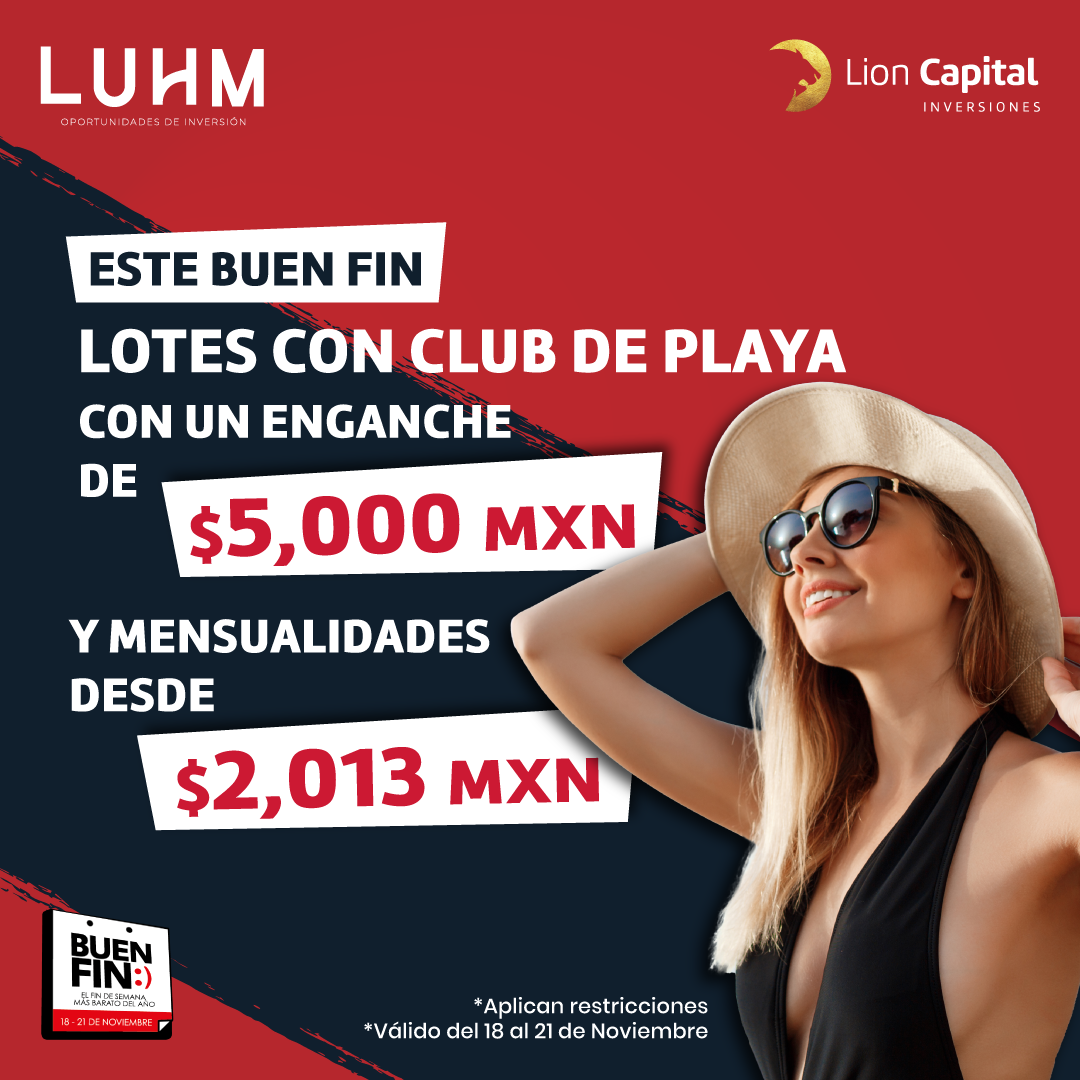 LUHM
OPORTUNIDADES DE INVERSIÓN
Lion Capital
INVERSIONES
ESTE BUEN FIN
LOTES CON CLUB DE PLAYA
CON UN ENGANCHE
DE
$5,000 MXN
Y MENSUALIDADES
DESDE
$2,013 MXN
BUEN
FIN:)
EL FIN DE SEMANA
MÁS BARATO DEL AÑO
18 - 21 DE NOVIEMBRE
*Aplican restricciones
*Válido del 18 al 21 de Noviembre